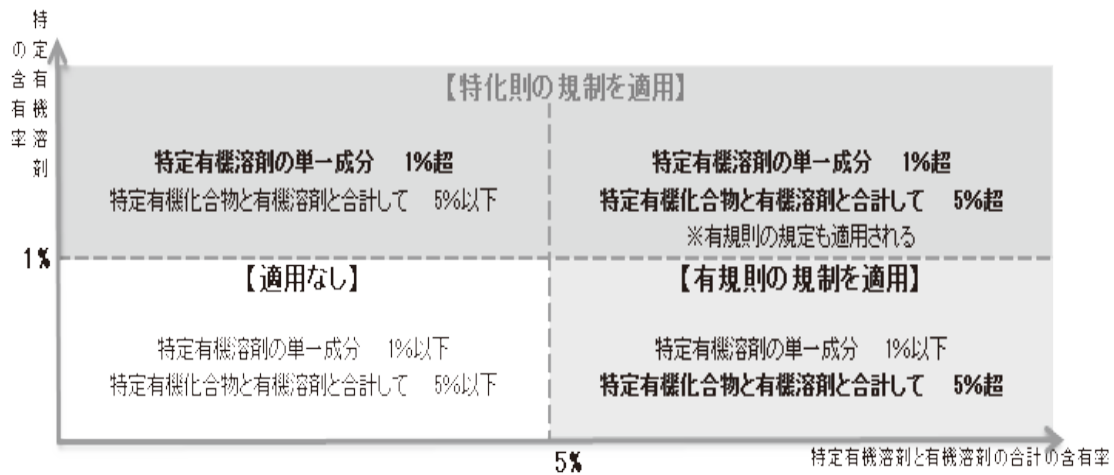 特定有機溶剤
の含有率
【特化則の規制を適用】
特定有機溶剤の単一成分 1%超
特定有機化合物と有機溶剤と合計して 5%以下
特定有機溶剤の単一成分 1%超
特定有機化合物と有機溶剤と合計して 5%超
※有規則の規定も適用される
1%
【適用なし】
特定有機溶剤の単一成分 1%以下
特定有機化合物と有機溶剤と合計して 5%以下
【有規則の規制を適用】
特定有機溶剤の単一成分 1%以下
特定有機化合物と有機溶剤と合計して 5%超
5%
特定有機溶剤と有機溶剤の合計の含有率